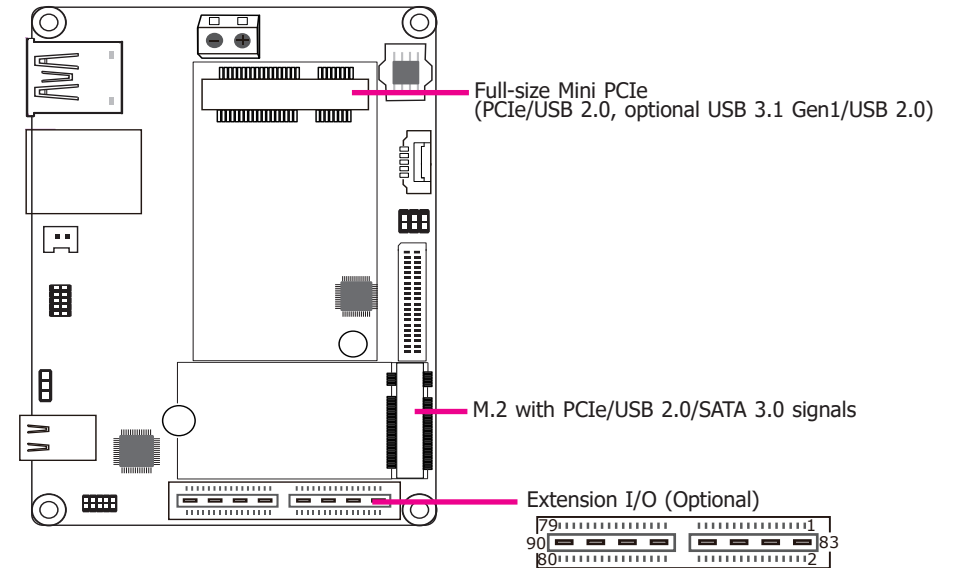 Full-size Mini PCIe
(PCIe/USB 2.0, optional USB 3.1 Gen1/USB 2.0)
M.2 with PCIe/USB 2.0/SATA 3.0 signals
Extension I/O (Optional)
79 1
90 83
80 2